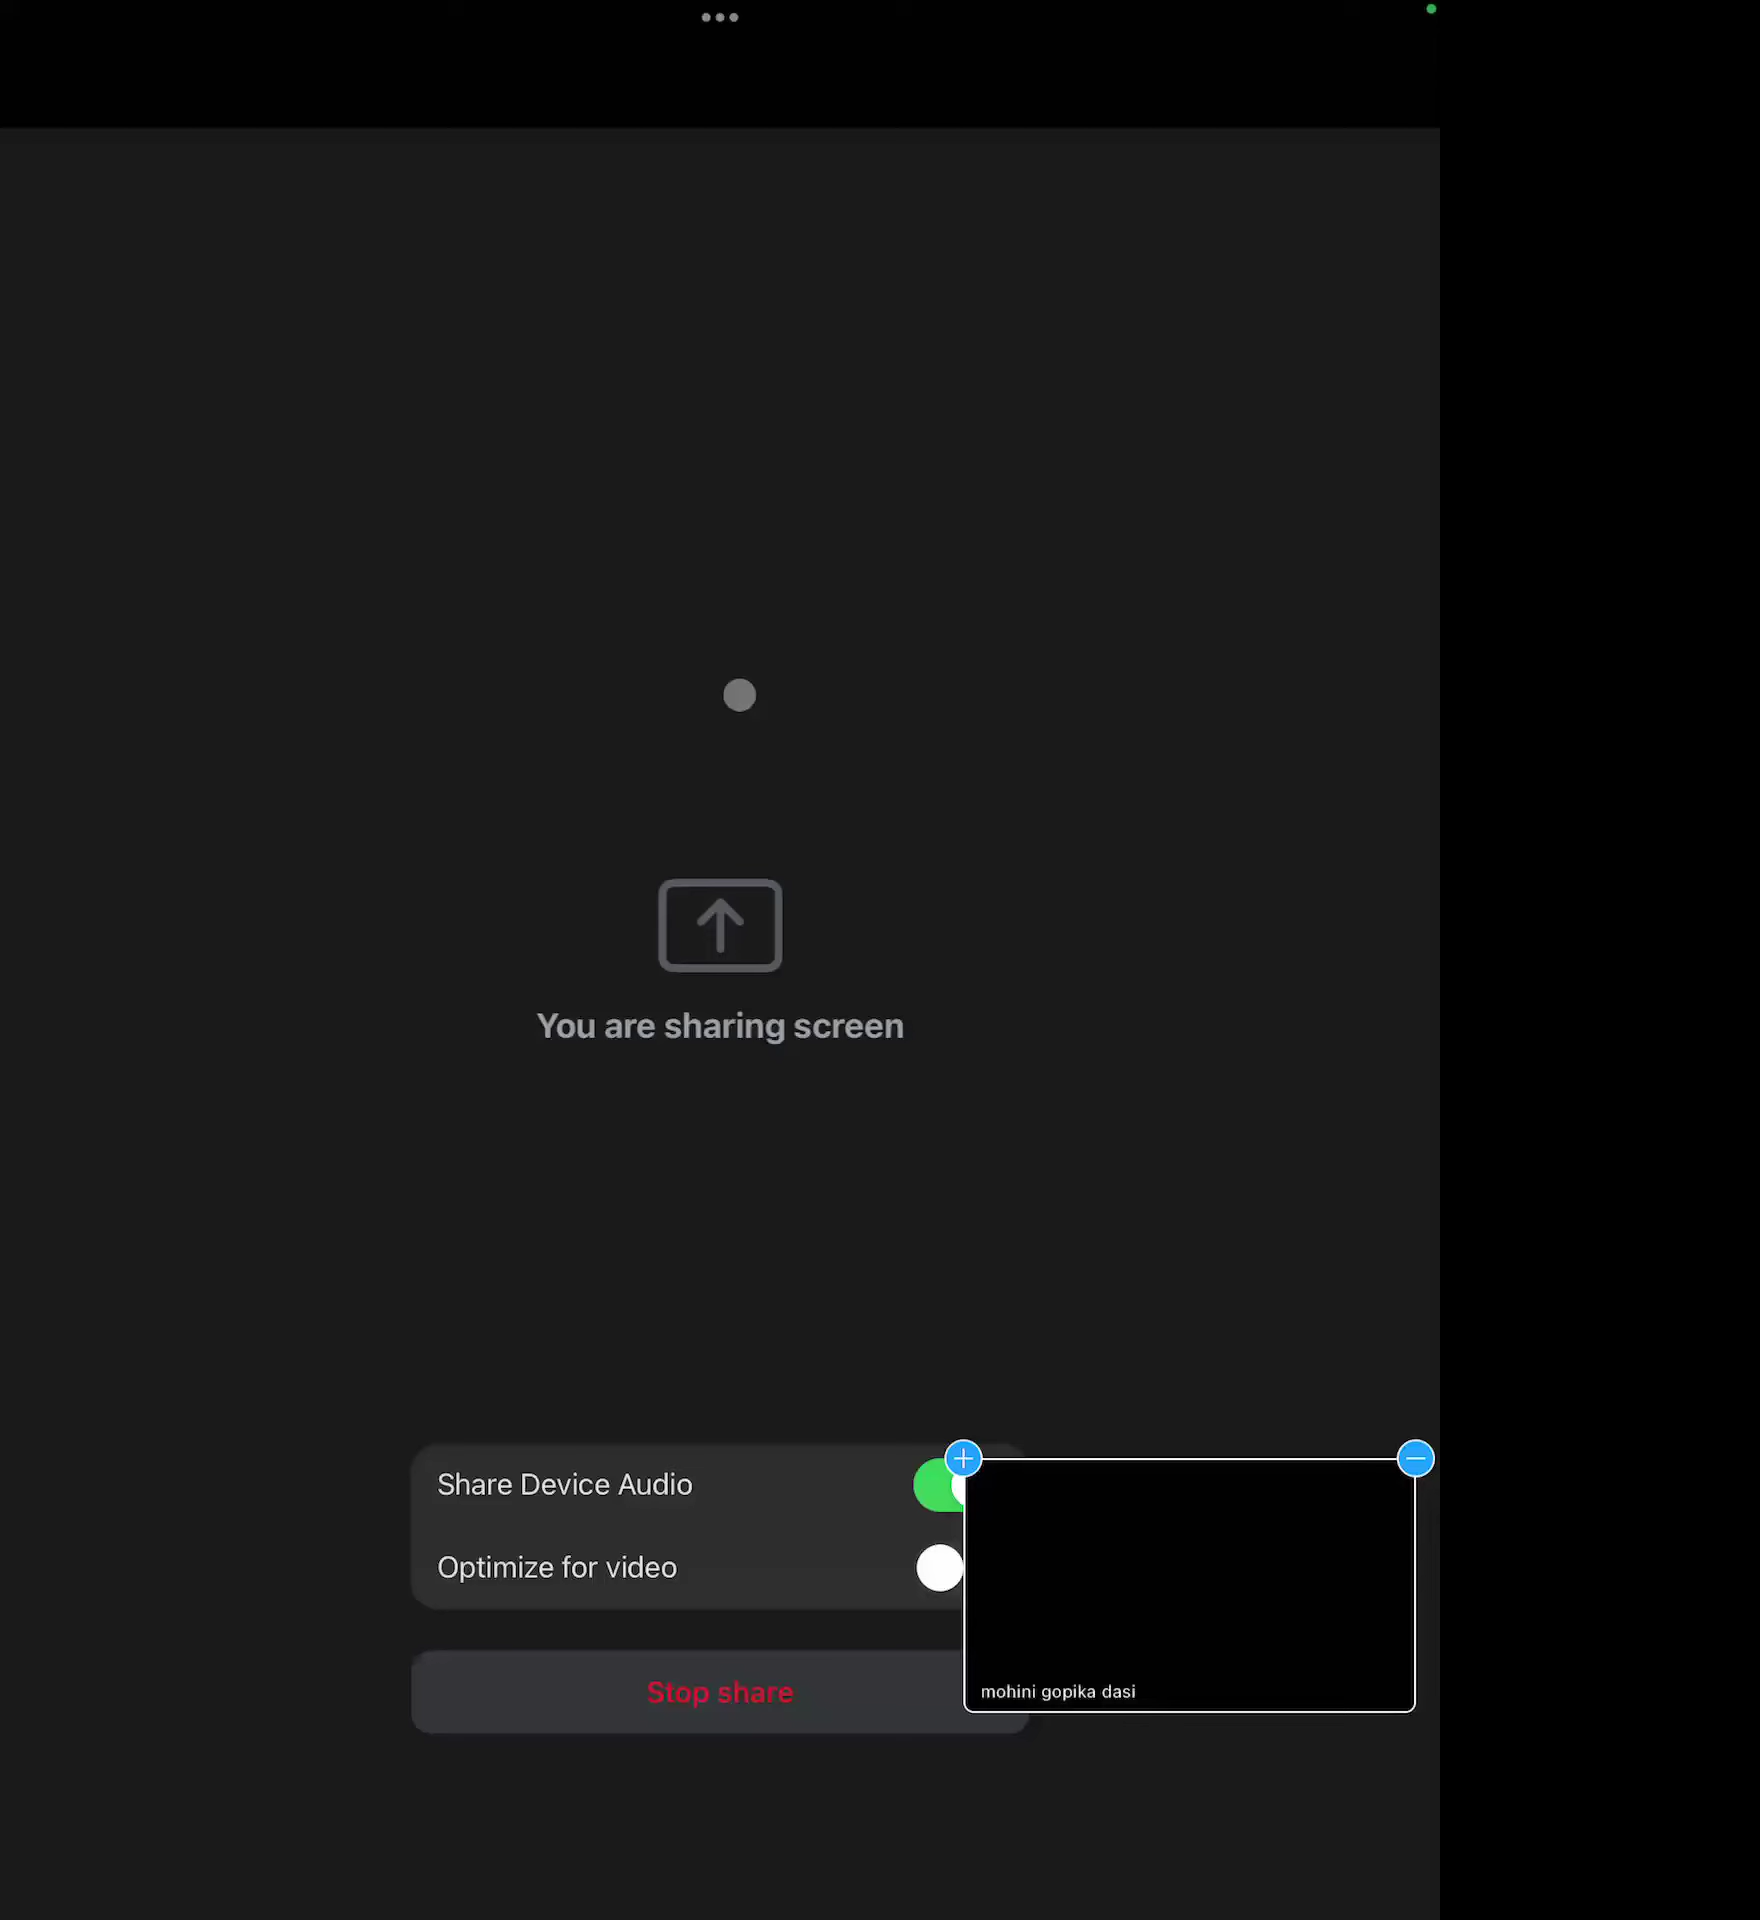 You are sharing screen
Share Device Audio
Optimize for video
Stop share
mohini gopika dasi